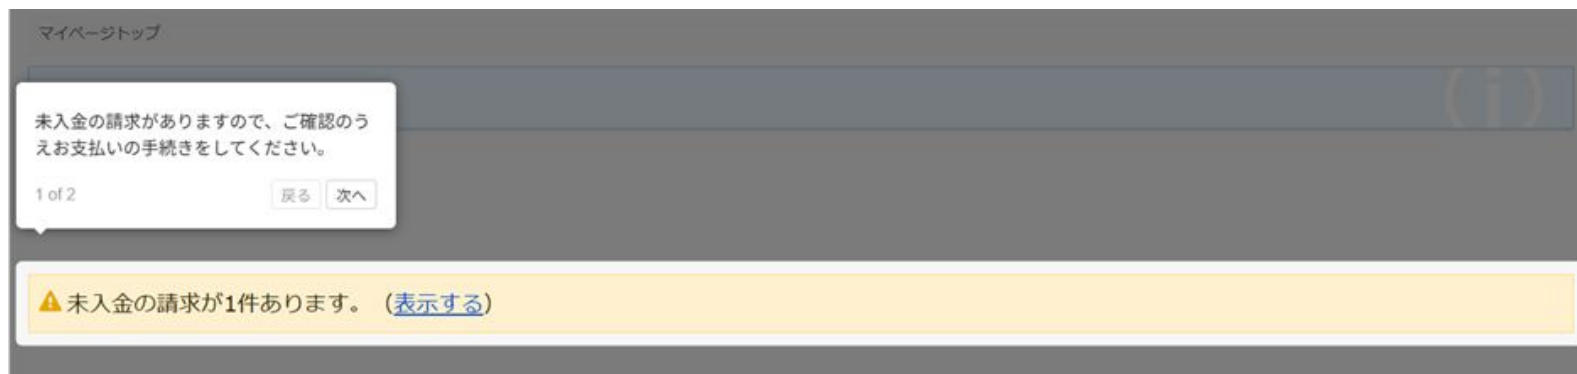 マイページトップ
未入金の請求がありますので、ご確認のう
えお支払いの手続きをしてください。
1 of 2
戻る 次へ
未入金の請求が1件あります。（表示する）